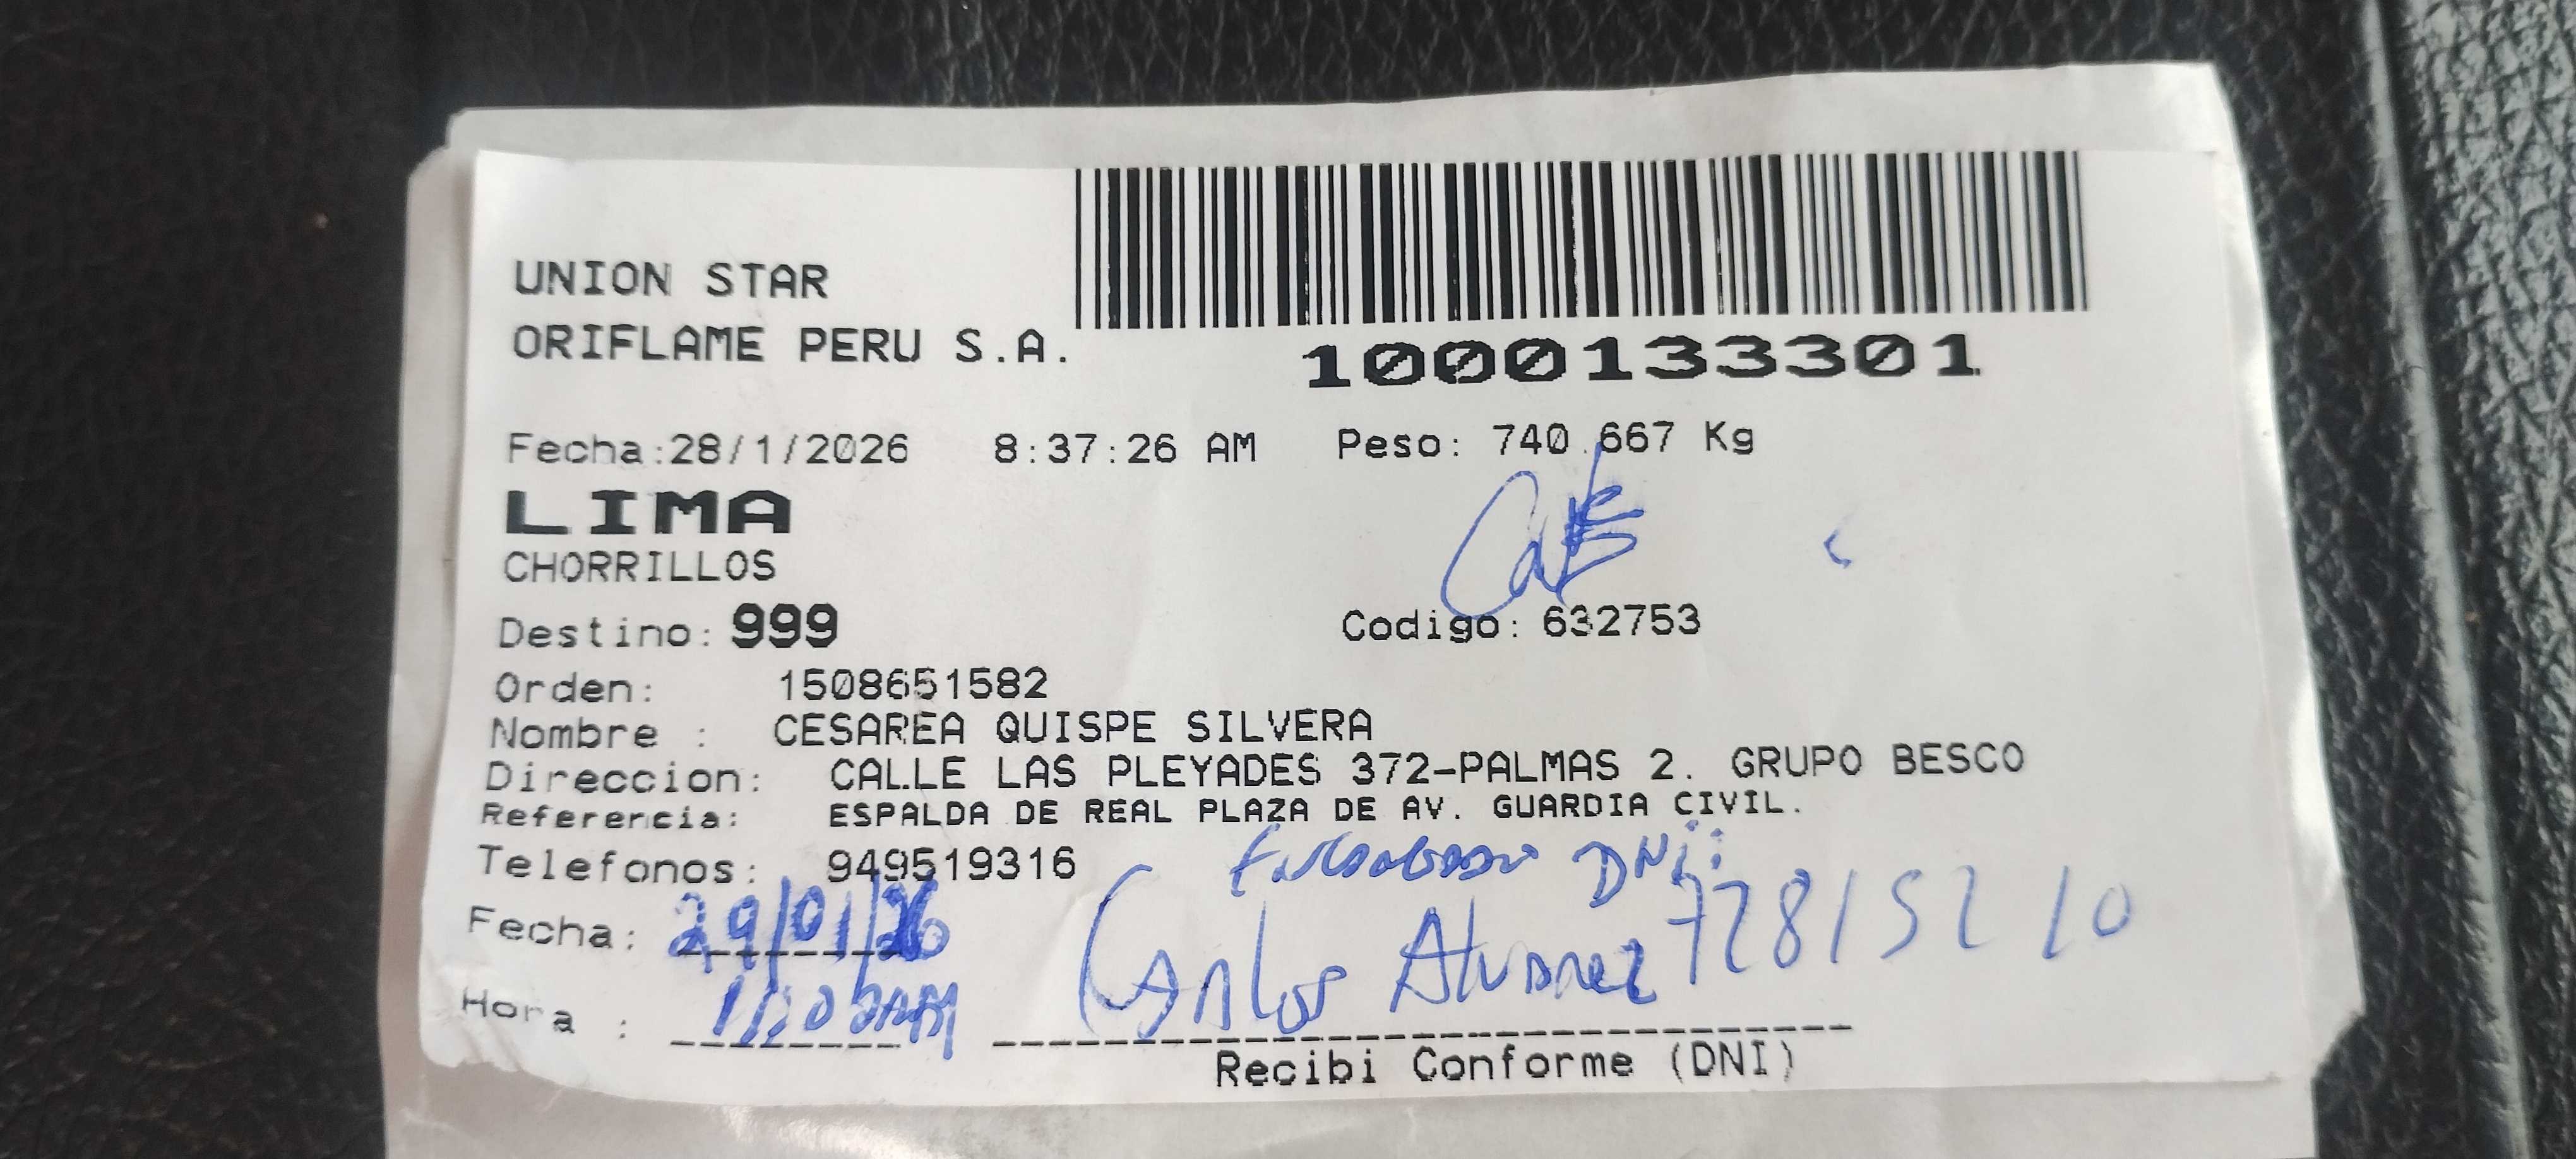 UNION STAR
ORIFLAME PERU S.A.
1000133301
Fecha:28/1/2026 8:37:26 AM Peso: 740.667 Kg
LIMA
CHORRILLOS
Destino: 999 Codigo: 632753
Orden: 1508651582
Nombre : CESAREA QUISPE SILVERA
Direccion: CALLE LAS PLEYADES 372-PALMAS 2. GRUPO BESCO
Referencia: ESPALDA DE REAL PLAZA DE AV. GUARDIA CIVIL.
Telefonos: 949519316
DNi:
Fecha: 29/01/26 Carlos Alvarez
Hora :
Recibi Conforme (DNI)